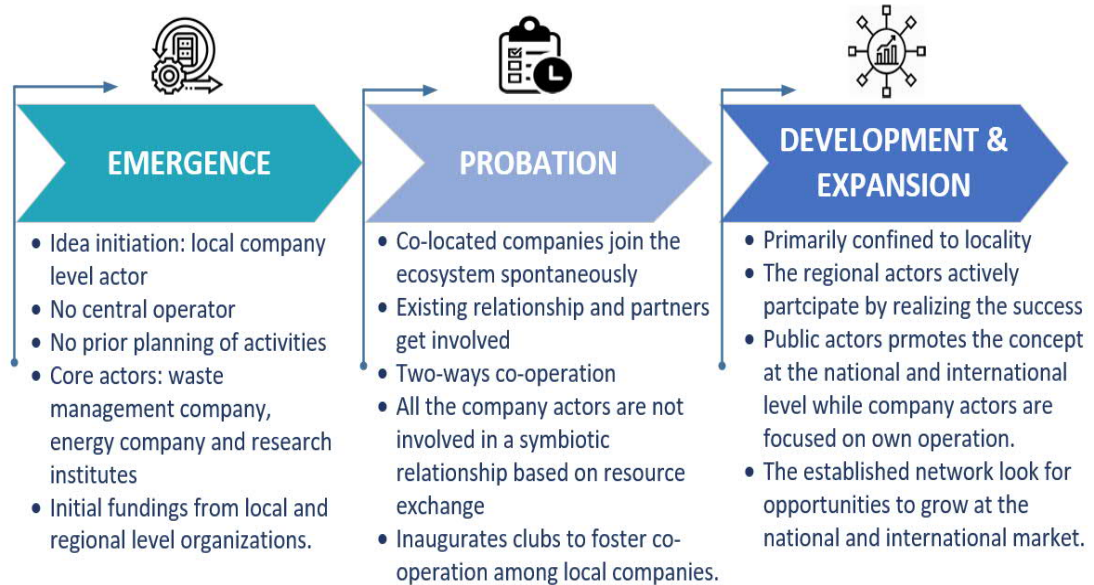 EMERGENCE
• Idea initiation: local company
level actor
• No central operator
• No prior planning of activities
• Core actors: waste
management company,
energy company and research
institutes
• Initial fundings from local and
regional level organizations.
PROBATION
• Co-located companies join the
ecosystem spontaneously
• Existing relationship and partners
get involved
• Two-ways co-operation
• All the company actors are not
involved in a symbiotic
relationship based on resource
exchange
• Inaugurates clubs to foster co-
operation among local companies.
DEVELOPMENT &
EXPANSION
• Primarily confined to locality
• The regional actors actively
partcipate by realizing the success
• Public actors prmotes the concept
at the national and international
level while company actors are
focused on own operation.
• The established network look for
opportunities to grow at the
national and international market.